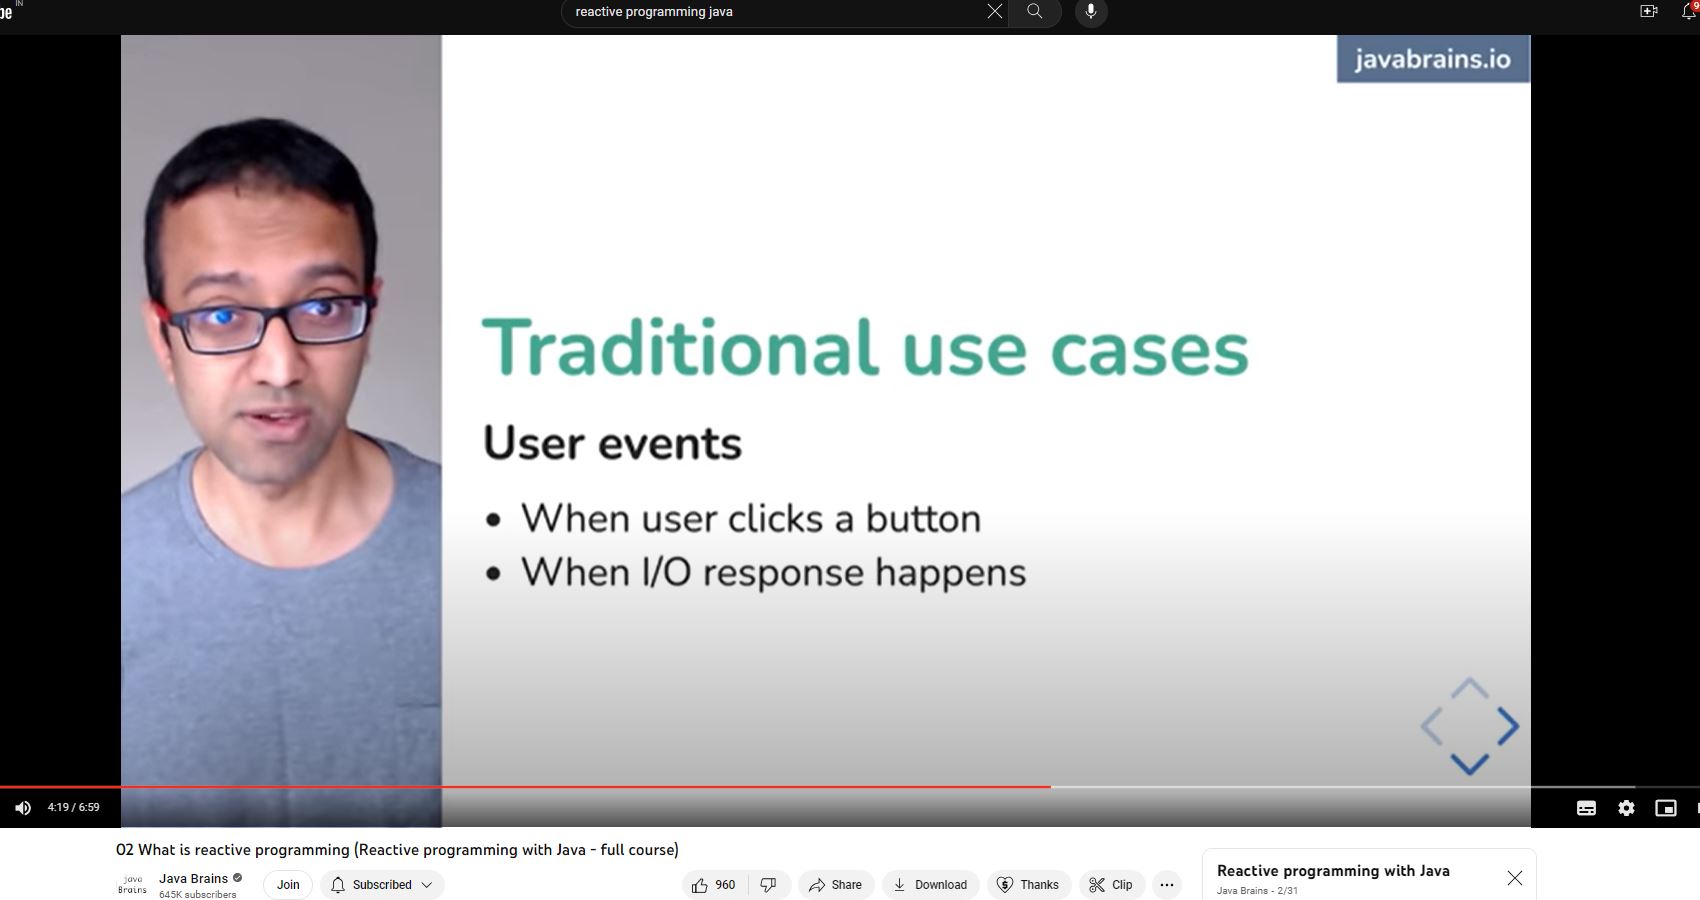 be
IN
reactive programming java
9
javabrains.io
Traditional use cases
User events
• When user clicks a button
• When I/O response happens
4:19 / 6:59
02 What is reactive programming (Reactive programming with Java - full course)
java
Brains
Java Brains
645K subscribers
Join
Subscribed
960
Share
Download
Thanks
Clip
Reactive programming with Java
Java Brains - 2/31